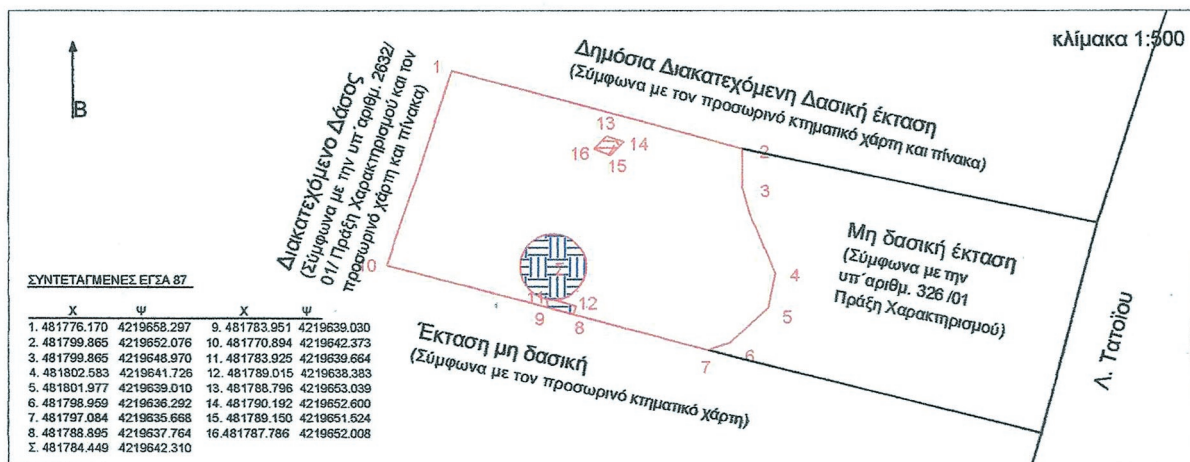 κλίμακα 1:500
Β
Δημόσια Διακατεχόμενη Δασική έκταση
(Σύμφωνα με τον προσωρινό κτηματικό χάρτη και πίνακα)
Διακατεχόμενο Δάσος
(Σύμφωνα με την υπ΄αριθμ. 2632/
01/ Πράξη Χαρακτηρισμού και τον
προσωρινό χάρτη και πίνακα)
1
2
3
4
5
6
7
8
9
10
11
12
13
14
15
16
Σ
Μη δασική έκταση
(Σύμφωνα με την
υπ΄αριθμ. 326 /01
Πράξη Χαρακτηρισμού)
Λ. Τατοϊου
Έκταση μη δασική
(Σύμφωνα με τον προσωρινό κτηματικό χάρτη)
ΣΥΝΤΕΤΑΓΜΕΝΕΣ ΕΓΣΑ 87
Χ Ψ Χ Ψ
1. 481776.170 4219658.297 9. 481783.951 4219639.030
2. 481799.865 4219652.076 10. 481770.894 4219642.373
3. 481799.865 4219648.970 11. 481783.925 4219639.664
4. 481802.583 4219641.726 12. 481789.015 4219638.383
5. 481801.977 4219639.010 13. 481788.796 4219653.039
6. 481798.959 4219636.292 14. 481790.192 4219652.600
7. 481797.084 4219635.668 15. 481789.150 4219651.524
8. 481788.895 4219637.764 16.481787.786 4219652.008
Σ. 481784.449 4219642.310